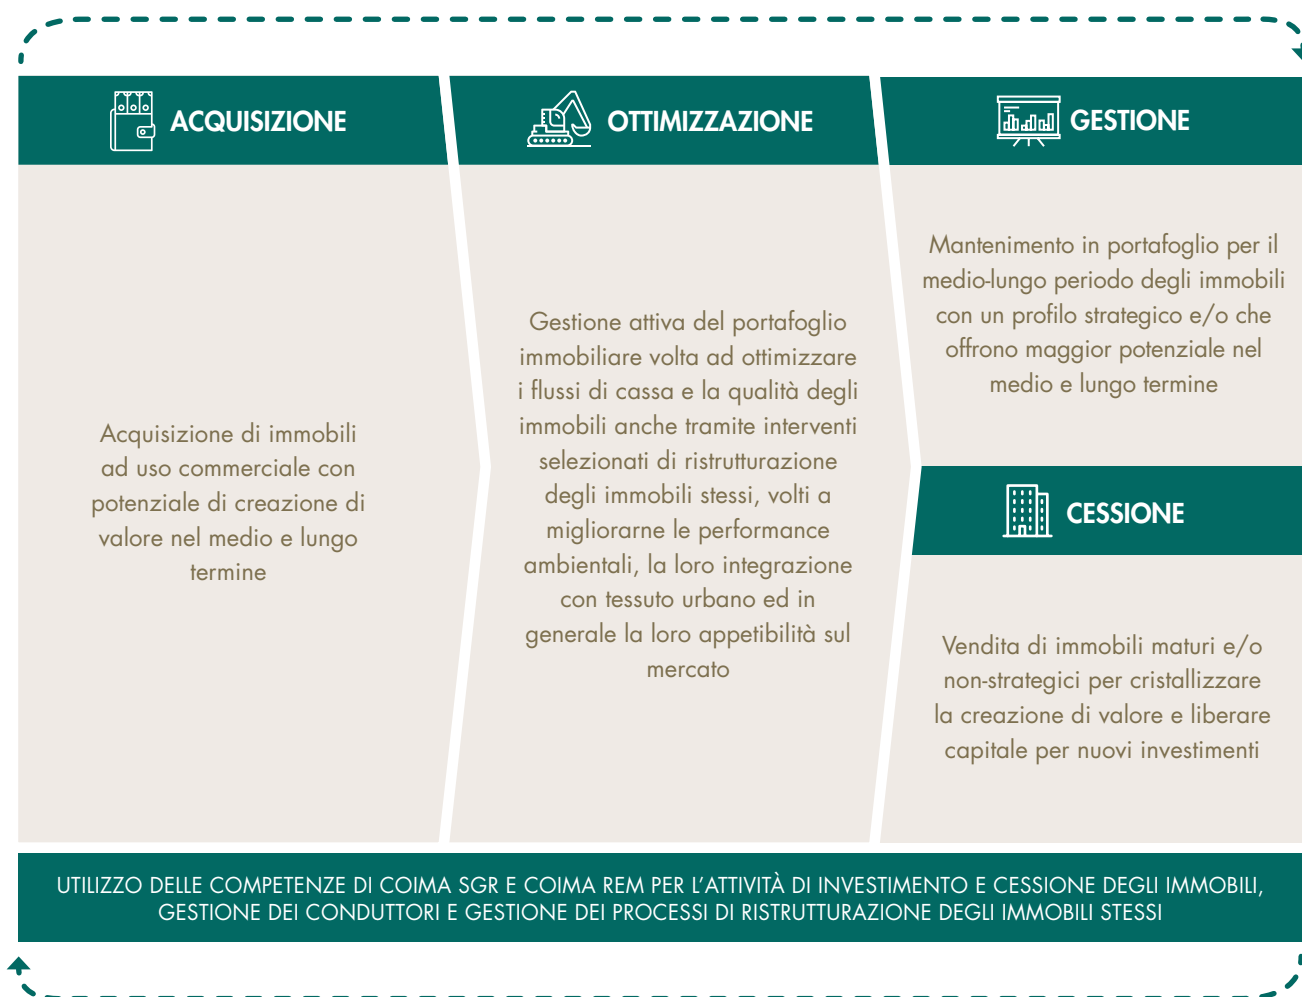 ACQUISIZIONE
Acquisizione di immobili
ad uso commerciale con
potenziale di creazione di
valore nel medio e lungo
termine
OTTIMIZZAZIONE
Gestione attiva del portafoglio
immobiliare volta ad ottimizzare
i flussi di cassa e la qualità degli
immobili anche tramite interventi
selezionati di ristrutturazione
degli immobili stessi, volti a
migliorarne le performance
ambientali, la loro integrazione
con tessuto urbano ed in
generale la loro appetibilità sul
mercato
GESTIONE
Mantenimento in portafoglio per il
medio-lungo periodo degli immobili
con un profilo strategico e/o che
offrono maggior potenziale nel
medio e lungo termine
CESSIONE
Vendita di immobili maturi e/o
non-strategici per cristallizzare
la creazione di valore e liberare
capitale per nuovi investimenti
UTILIZZO DELLE COMPETENZE DI COIMA SGR E COIMA REM PER L'ATTIVITÀ DI INVESTIMENTO E CESSIONE DEGLI IMMOBILI,
GESTIONE DEI CONDUTTORI E GESTIONE DEI PROCESSI DI RISTRUTTURAZIONE DEGLI IMMOBILI STESSI